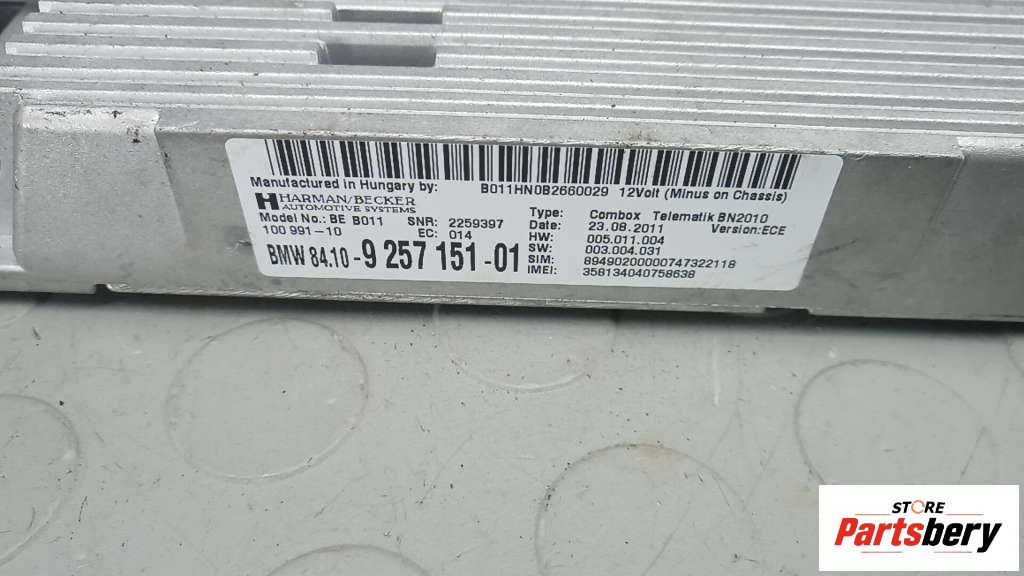 Manufactured in Hungary by: B011HN0B2660029 12Volt (Minus on Chassis)
HARMAN/BECKER
AUTOMOTIVE SYSTEMS
Model No.: BE B011 SNR: 2259397
100 991-10 EC: 014
BMW 84.10-9 257 151-01
Type: Combox Telematik BN2010
Date: 23.08.2011 Version:ECE
HW: 005.011.004
SW: 003.004.031
SIM: 89490200000747322118
IMEI: 358134040758638
STORE
Partsbery